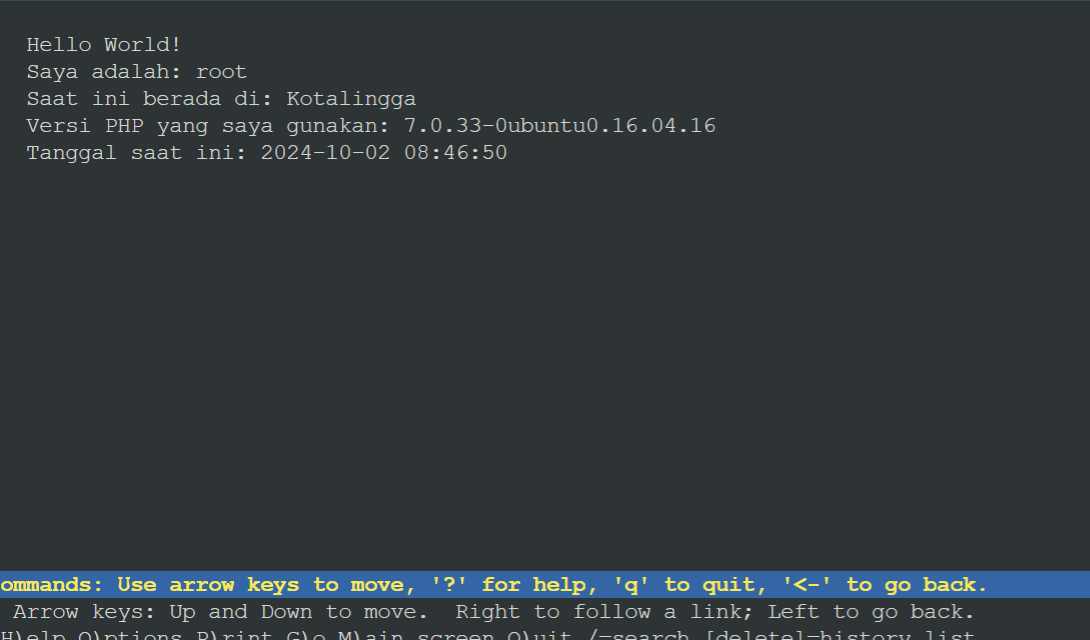 Hello World!
Saya adalah: root
Saat ini berada di: Kotalingga
Versi PHP yang saya gunakan: 7.0.33-0ubuntu0.16.04.16
Tanggal saat ini: 2024-10-02 08:46:50
ommands: Use arrow keys to move, '?' for help, 'q' to quit, '<-' to go back.
Arrow keys: Up and Down to move. Right to follow a link; Left to go back.
H)elp O)ptions P)rint G)o M)ain screen Q)uit /=search [delete]=history list